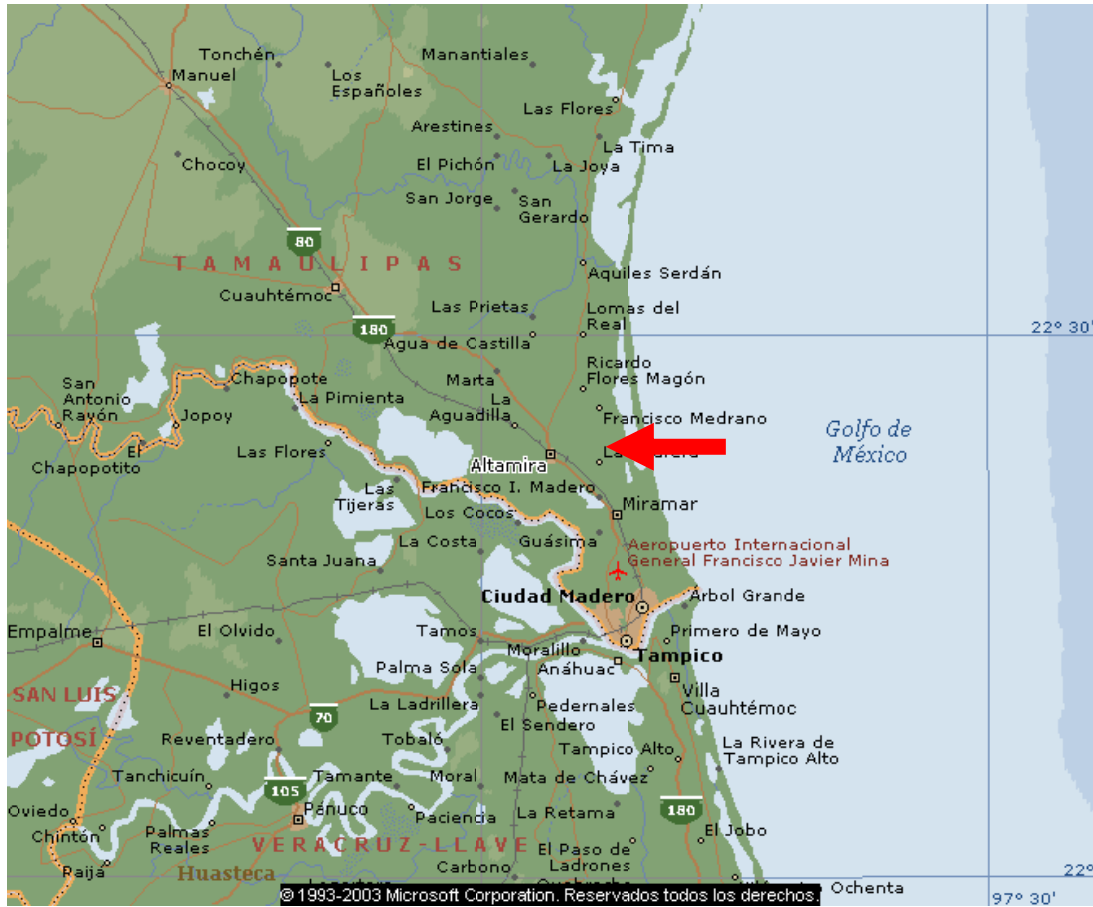 Tonchén
Manantiales
Manuel
Los
Españoles
Las Flores
Arestines
La Tima
Chocoy
El Pichón
La Joya
San Jorge
San
Gerardo
80
TAMAULIPAS
Aquiles Serdán
Cuauhtémoc
Las Prietas
Lomas del
Real
180
22° 30'
Agua de Castilla
Ricardo
Flores Magón
San
Antonio
Rayón
Chapopote
Marta
La Pimienta
La
Aguadilla
Francisco Medrano
Jopoy
Golfo de
México
El
Chapopotito
Las Flores
Altamira
Las
Tijeras
Francisco I. Madero
Miramar
Los Cocos
La Costa
Guásima
Aeropuerto Internacional
General Francisco Javier Mina
Santa Juana
Ciudad Madero
Arbol Grande
Empalme
El Olvido
Tamos
Moralillo
Primero de Mayo
Tampico
Palma Sola
Anáhuac
SAN LUIS
POTOSÍ
Higos
La Ladrillera
Pedernales
Villa
Cuauhtémoc
70
El Sendero
Reventadero
Tobaló
Tampico Alto
La Rivera de
Tampico Alto
Tanchicuín
Tamante
Moral
Mata de Chávez
105
Oviedo
Pánuco
Paciencia
La Retama
180
Chintón
Palmas
Reales
El Jobo
VERACRUZ-LLAVE
El Paso de
Ladrones
Raija
Huasteca
Carbono
22°
Ochenta
© 1993-2003 Microsoft Corporation. Reservados todos los derechos.
97° 30'